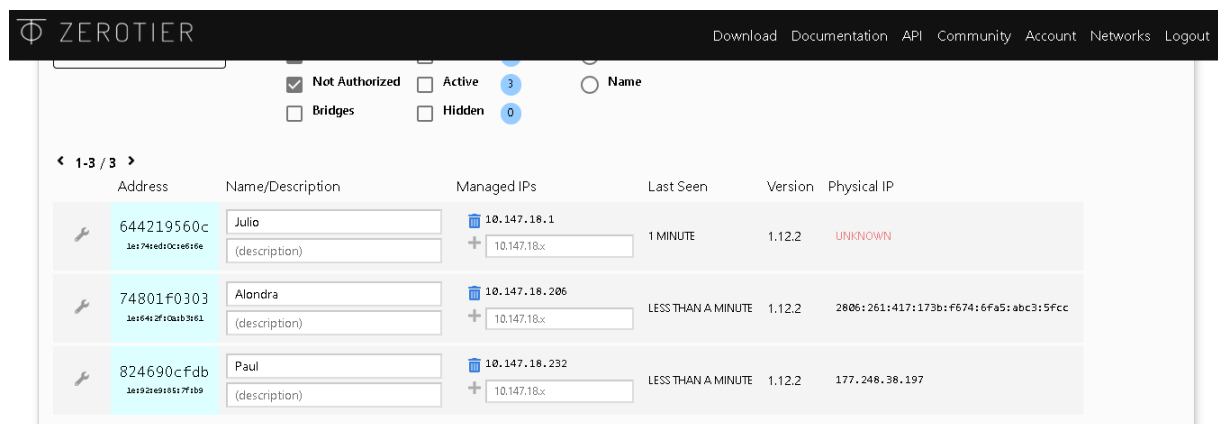 ZEROTIER
Download Documentation API Community Account Networks Logout
Not Authorized Active 3 Name
Bridges Hidden 0
1-3 / 3
Address Name/Description Managed IPs Last Seen Version Physical IP
644219560c Julio 10.147.18.1 1 MINUTE 1.12.2 UNKNOWN
1e:74:ed:0c:e6:6e (description) 10.147.18.x
74801f0303 Alondra 10.147.18.206 LESS THAN A MINUTE 1.12.2 2806:261:417:173b:f674:6fa5:abc3:5fcc
1e:64:2f:0a:b3:61 (description) 10.147.18.x
824690cfdb Paul 10.147.18.232 LESS THAN A MINUTE 1.12.2 177.248.38.197
1e:92:e9:85:7f:b9 (description) 10.147.18.x